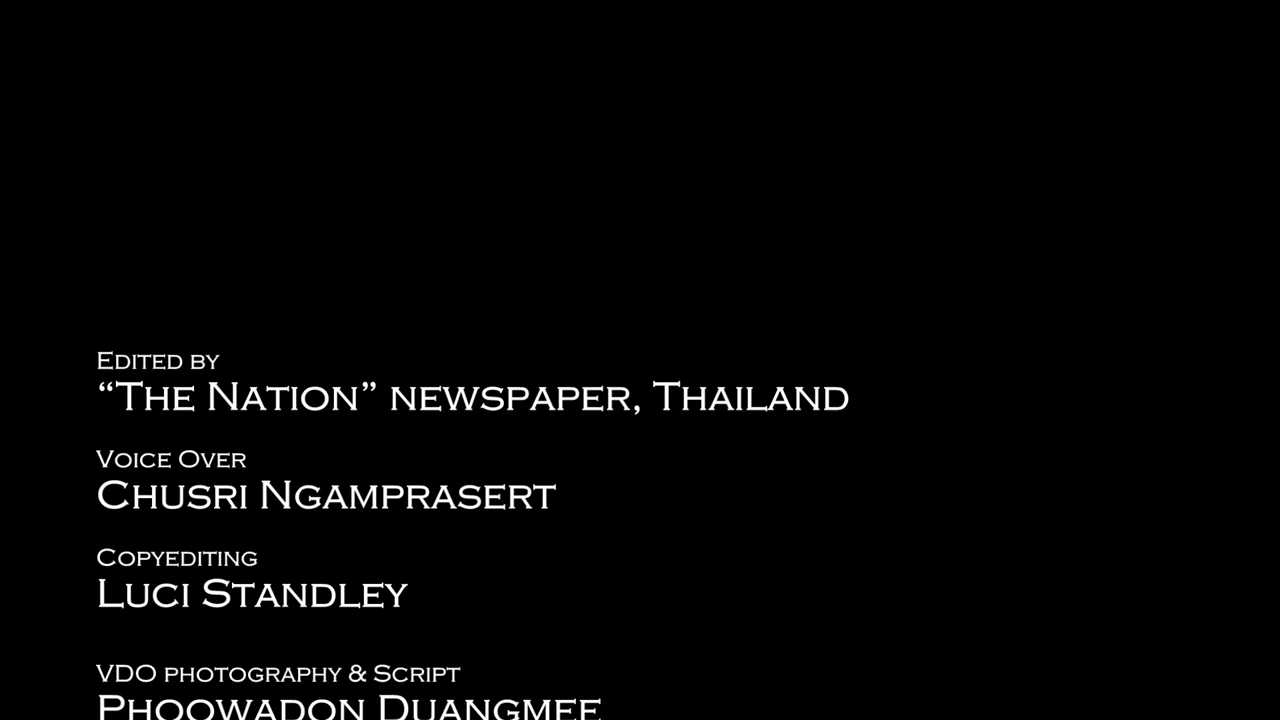 Edited by
“The Nation” newspaper, Thailand
Voice Over
Chusri Ngamprasert
Copyediting
Luci Standley
VDO photography & Script
Phoowadon Duangmee